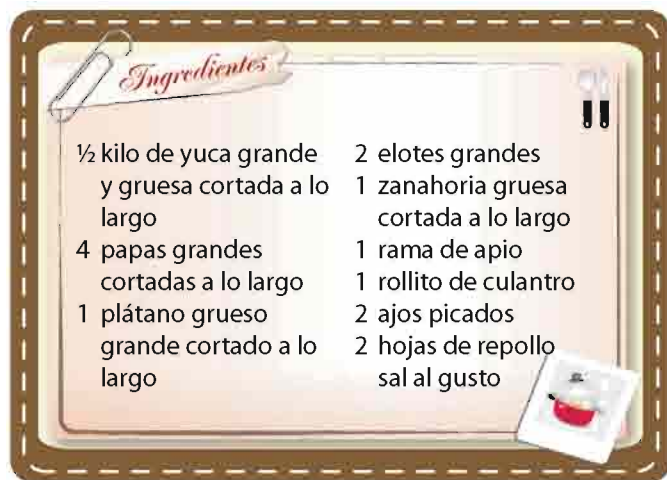 Ingredientes
½ kilo de yuca grande
y gruesa cortada a lo
largo
4 papas grandes
cortadas a lo largo
1 plátano grueso
grande cortado a lo
largo
2 elotes grandes
1 zanahoria gruesa
cortada a lo largo
1 rama de apio
1 rollito de culantro
2 ajos picados
2 hojas de repollo
sal al gusto